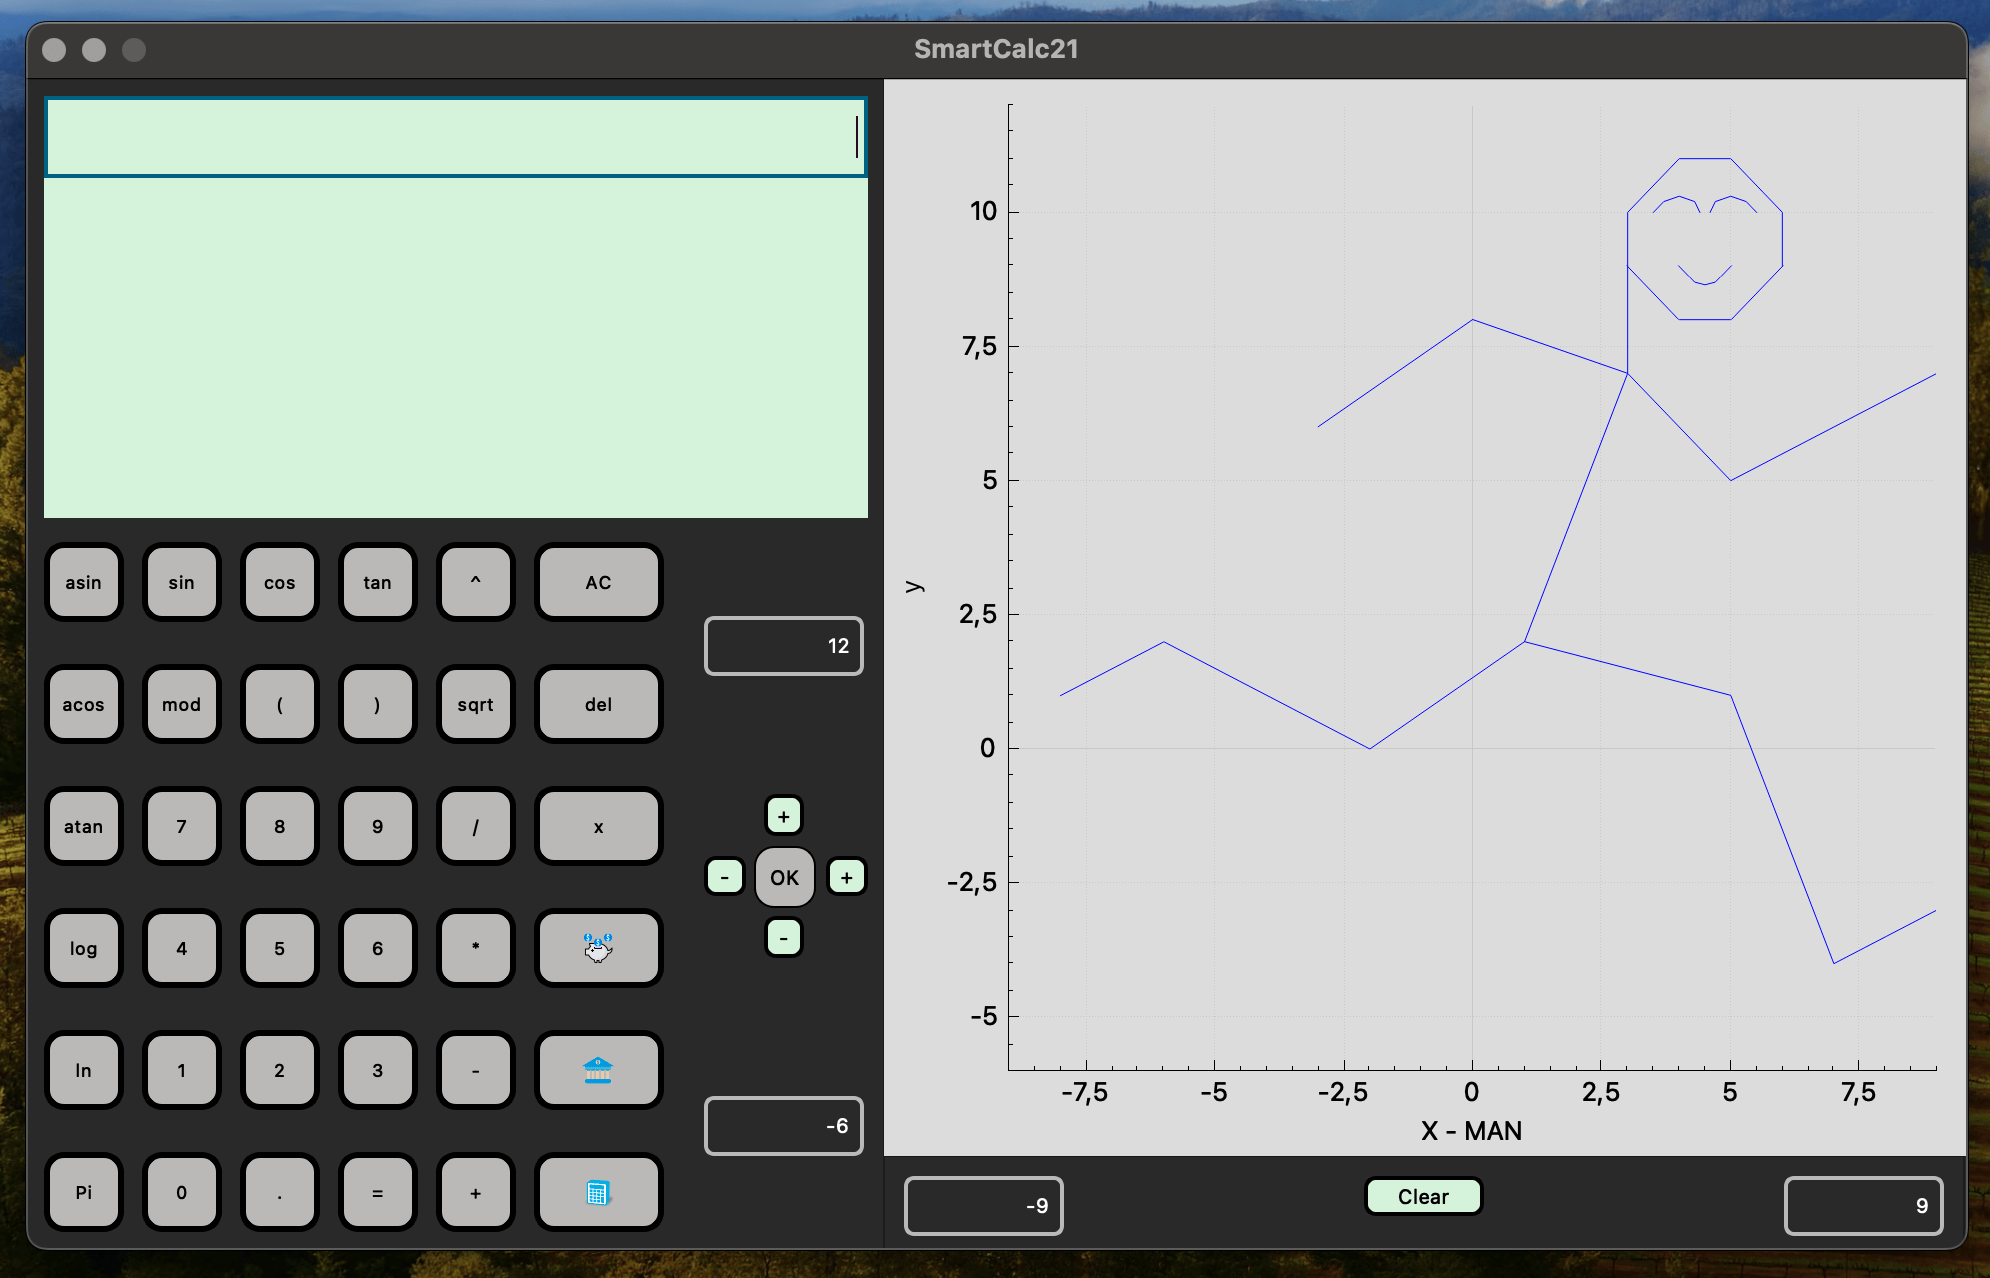 SmartCalc21
asin sin cos tan ^ AC
acos mod ( ) sqrt del
atan 7 8 9 / x
log 4 5 6 *
ln 1 2 3 -
Pi 0 . = +
12
+
- OK +
-
-6
10
7,5
5
2,5
0
-2,5
-5
y
-7,5 -5 -2,5 0 2,5 5 7,5
X - MAN
-9 Clear 9